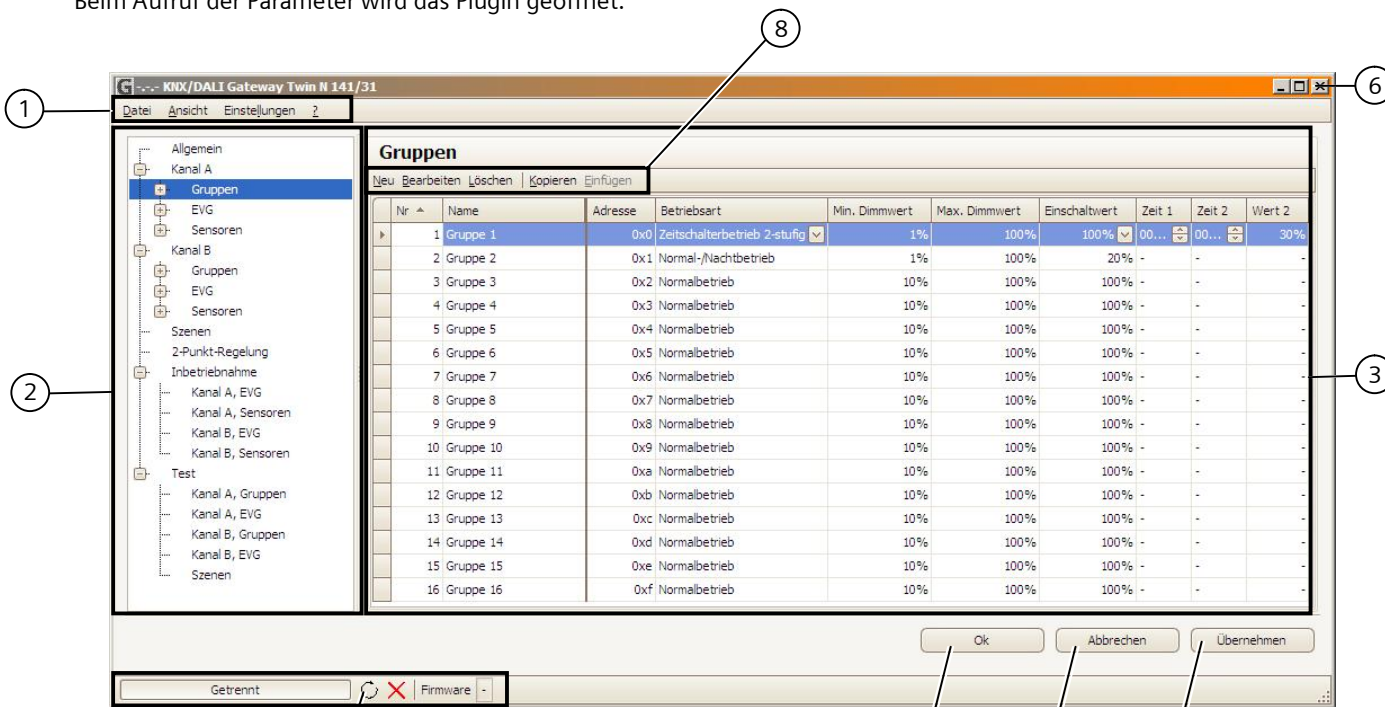 Beim Aufruf der Parameter wird das Plugin geöffnet.
8
G -.-.- KNX/DALI Gateway Twin N 141/31
6
1
Datei Ansicht Einstellungen ?
Allgemein
Kanal A
Gruppen
EVG
Sensoren
Kanal B
Gruppen
EVG
Sensoren
Szenen
2-Punkt-Regelung
Inbetriebnahme
Kanal A, EVG
Kanal A, Sensoren
Kanal B, EVG
Kanal B, Sensoren
Test
Kanal A, Gruppen
Kanal A, EVG
Kanal B, Gruppen
Kanal B, EVG
Szenen
2
Gruppen
Neu Bearbeiten Löschen | Kopieren Einfügen
Nr Name Adresse Betriebsart Min. Dimmwert Max. Dimmwert Einschaltwert Zeit 1 Zeit 2 Wert 2
1 Gruppe 1 0x0 Zeitschalterbetrieb 2-stufig 1% 100% 100% 00... 00... 30%
2 Gruppe 2 0x1 Normal-/Nachtbetrieb 1% 100% 20% - - -
3 Gruppe 3 0x2 Normalbetrieb 10% 100% 100% - - -
4 Gruppe 4 0x3 Normalbetrieb 10% 100% 100% - - -
5 Gruppe 5 0x4 Normalbetrieb 10% 100% 100% - - -
6 Gruppe 6 0x5 Normalbetrieb 10% 100% 100% - - -
7 Gruppe 7 0x6 Normalbetrieb 10% 100% 100% - - -
8 Gruppe 8 0x7 Normalbetrieb 10% 100% 100% - - -
9 Gruppe 9 0x8 Normalbetrieb 10% 100% 100% - - -
10 Gruppe 10 0x9 Normalbetrieb 10% 100% 100% - - -
11 Gruppe 11 0xa Normalbetrieb 10% 100% 100% - - -
12 Gruppe 12 0xb Normalbetrieb 10% 100% 100% - - -
13 Gruppe 13 0xc Normalbetrieb 10% 100% 100% - - -
14 Gruppe 14 0xd Normalbetrieb 10% 100% 100% - - -
15 Gruppe 15 0xe Normalbetrieb 10% 100% 100% - - -
16 Gruppe 16 0xf Normalbetrieb 10% 100% 100% - - -
3
Ok Abbrechen Übernehmen
Getrennt Firmware -